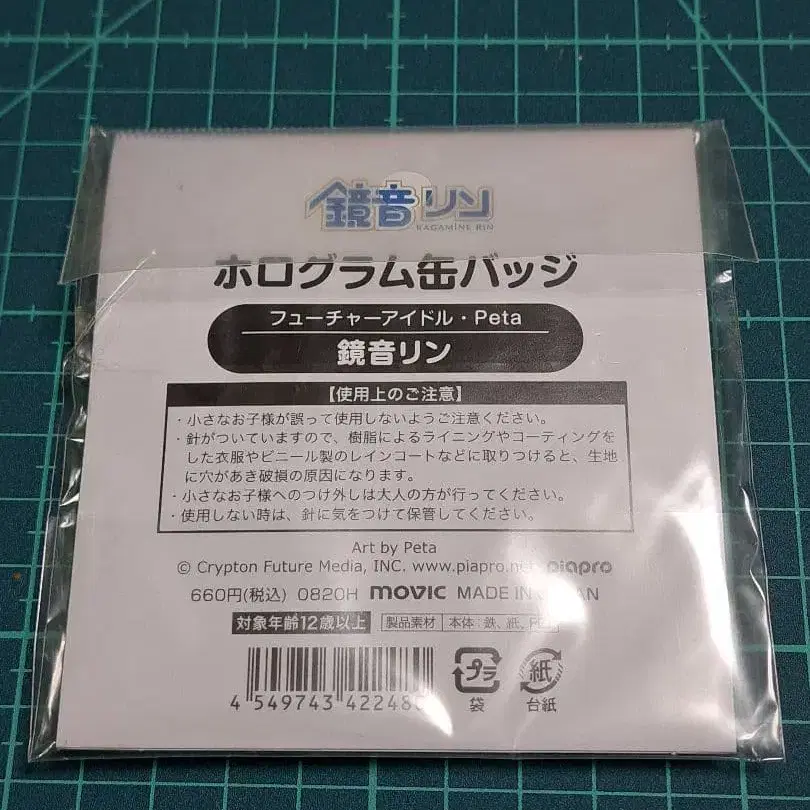 鏡音リン
KAGAMINE RIN
ホログラム缶バッジ
フューチャーアイドル・Peta
鏡音リン
【使用上のご注意】
・小さなお子様が誤って使用しないようご注意ください。
・針がついていますので、樹脂によるライニングやコーティングを
した衣服やビニール製のレインコートなどに取りつけると、生地
に穴があき破損の原因になります。
・小さなお子様へのつけ外しは大人の方が行ってください。
・使用しない時は、針に気をつけて保管してください。
Art by Peta
© Crypton Future Media, INC. www.piapro.net piapro
660円(税込) 0820H movic MADE IN JAPAN
対象年齢12歳以上 製品素材 本体:鉄、紙、
プラ 紙
袋 台紙
4 549743 42248